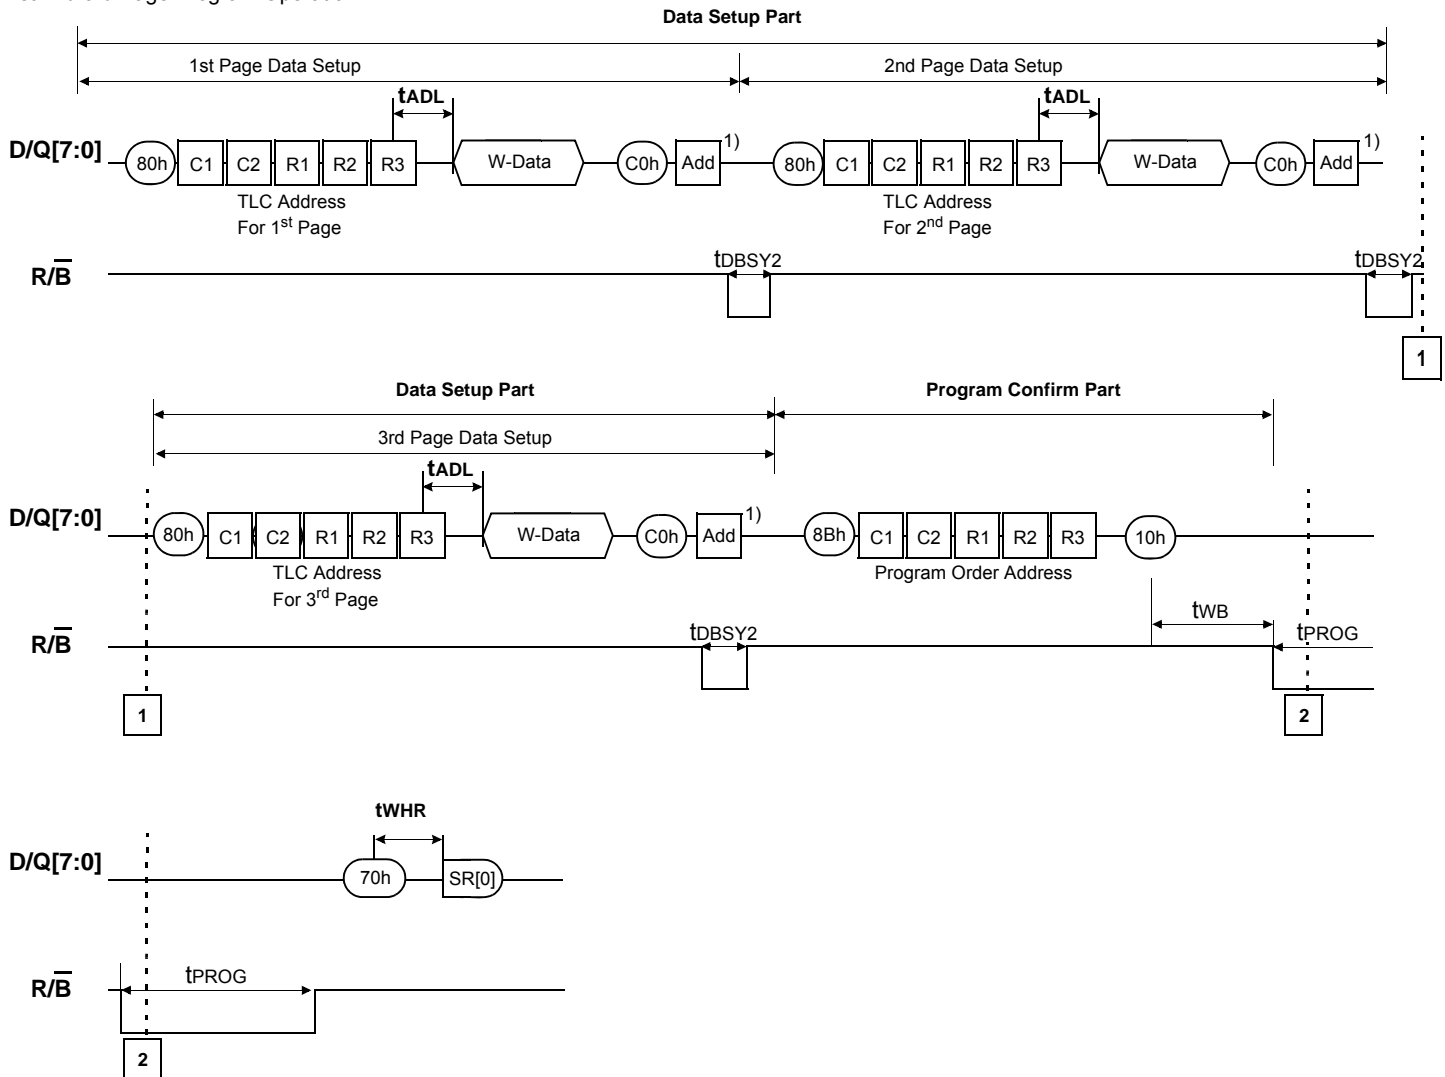 Data Setup Part
1st Page Data Setup 2nd Page Data Setup
tADL tADL
D/Q[7:0] 80h C1 C2 R1 R2 R3 W-Data C0h Add 1) 80h C1 C2 R1 R2 R3 W-Data C0h Add 1)
TLC Address TLC Address
For 1st Page For 2nd Page
tDBSY2 tDBSY2
R/B̅
1
Data Setup Part Program Confirm Part
3rd Page Data Setup
tADL
D/Q[7:0] 80h C1 C2 R1 R2 R3 W-Data C0h Add 1) 8Bh C1 C2 R1 R2 R3 10h
TLC Address Program Order Address
For 3rd Page
tWB
R/B̅ tDBSY2 tPROG
1 2
tWHR
D/Q[7:0] 70h SR[0]
tPROG
R/B̅
2